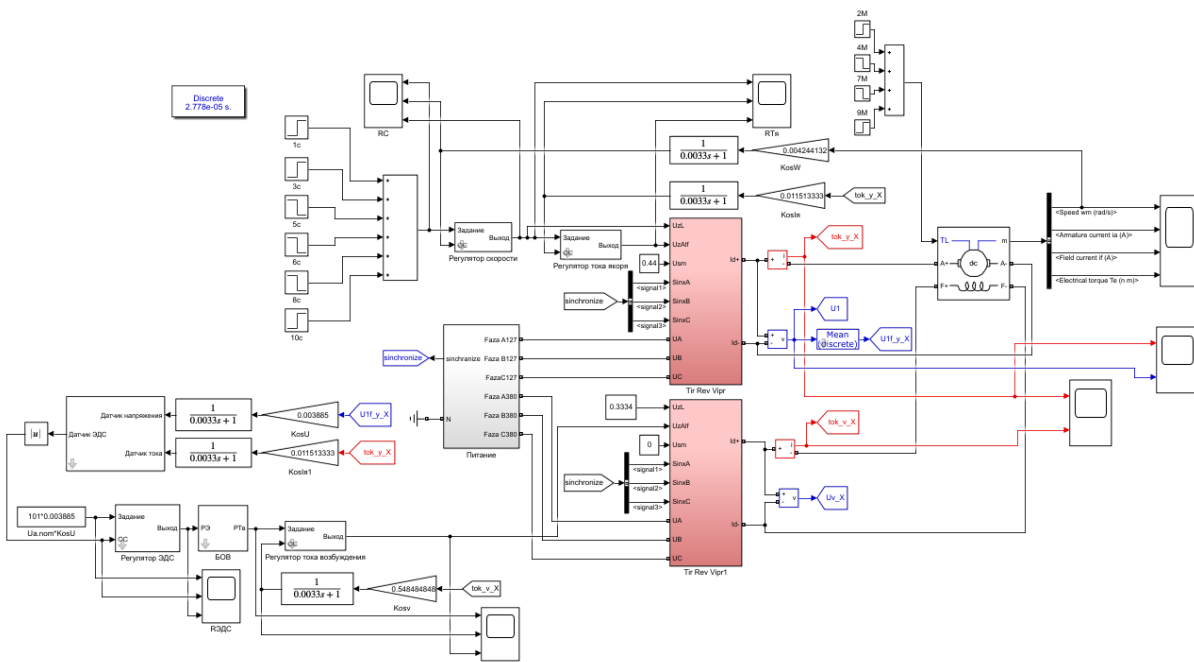 2M
4M
7M
9M
Discrete
2.778e-05 s.
RC
RTя
1
0.0033s + 1
0.004244132
KosW
1c
3c
5c
6c
8c
10c
1
0.0033s + 1
0.011513333
KosIя
tok_y_X
Задание
Выход
ОС
Регулятор скорости
Задание
Выход
ОС
Регулятор тока якоря
0.44
UzL
UzAlf
Usm
SinxA
SinxB
SinxC
UA
UB
UC
Id+
Id-
Tir Rev Vipr
sinchronize
<signal1>
<signal2>
<signal3>
+
i
-
tok_y_X
+
v
-
U1
Mean
(discrete)
U1f_y_X
TL
m
A+
dc
A-
F+
F-
<Speed wm (rad/s)>
<Armature current ia (A)>
<Field current if (A)>
<Electrical torque Te (n m)>
sinchronize
sinchronize
N
Faza A127
Faza B127
FazaC127
Faza A380
Faza B380
Faza C380
Питание
Датчик напряжения
Датчик ЭДС
Датчик тока
|u|
1
0.0033s + 1
0.003885
KosU
U1f_y_X
1
0.0033s + 1
0.011513333
KosIя1
tok_y_X
0.3334
0
UzL
UzAlf
Usm
SinxA
SinxB
SinxC
UA
UB
UC
Id+
Id-
Tir Rev Vipr1
sinchronize
<signal1>
<signal2>
<signal3>
+
i
-
tok_v_X
+
v
-
Uv_X
101*0.003885
Ua.nom*KosU
Задание
Выход
ОС
Регулятор ЭДС
РЭ
РТв
БОВ
Задание
Выход
ОС
Регулятор тока возбуждения
1
0.0033s + 1
0.548484848
Kosv
tok_v_X
RЭДС